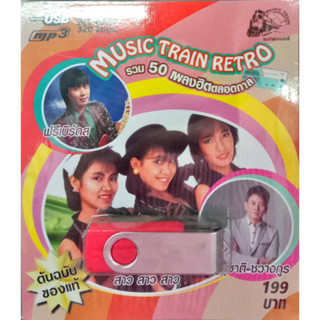 mp3
320 kbps
MUSIC TRAIN RETRO
รวม 50 เพลงฮิตตลอดกาล
ฟรีเบิร์ดส
สาว สาว สาว
ชาติ ชวางกูร
ต้นฉบับ
ของแท้
199
บาท